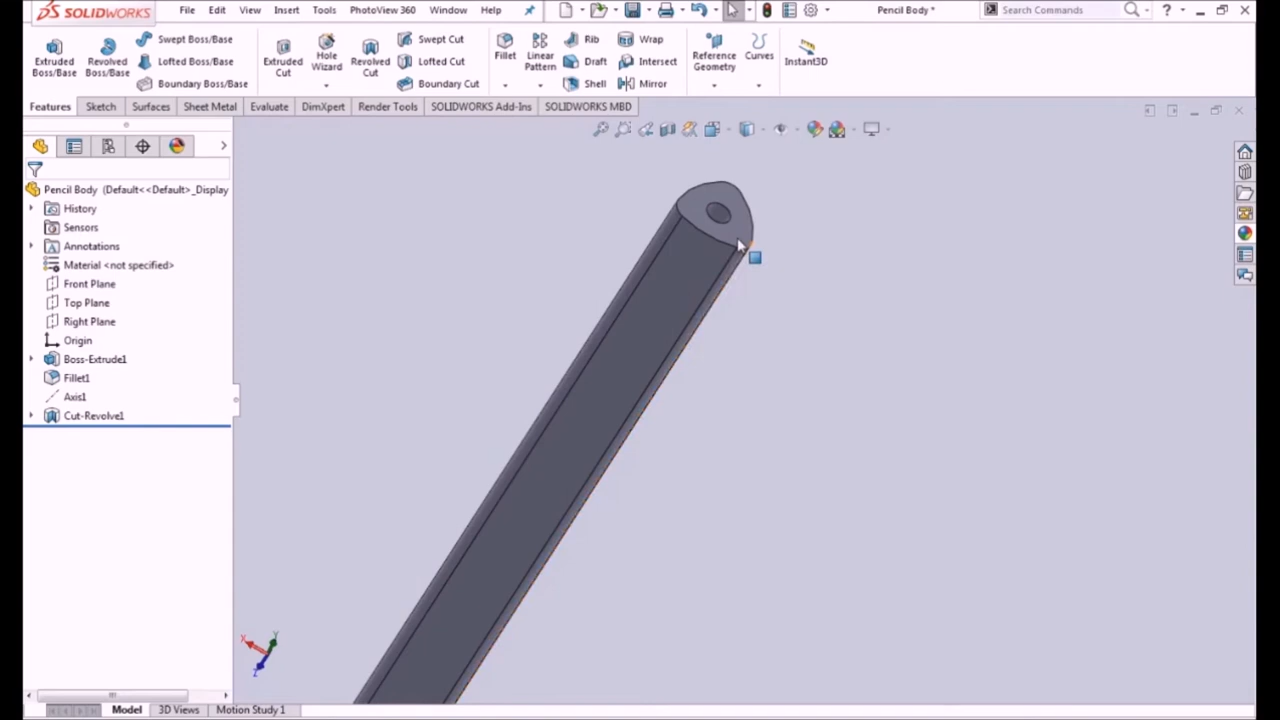 SOLIDWORKS File Edit View Insert Tools PhotoView 360 Window Help Pencil Body * Search Commands ?
Extruded Boss/Base
Revolved Boss/Base
Swept Boss/Base
Lofted Boss/Base
Boundary Boss/Base
Extruded Cut
Hole Wizard
Revolved Cut
Swept Cut
Lofted Cut
Boundary Cut
Fillet
Linear Pattern
Rib
Draft
Shell
Wrap
Intersect
Mirror
Reference Geometry
Curves
Instant3D
Features Sketch Surfaces Sheet Metal Evaluate DimXpert Render Tools SOLIDWORKS Add-Ins SOLIDWORKS MBD
Pencil Body (Default<<Default>_Display
History
Sensors
Annotations
Material <not specified>
Front Plane
Top Plane
Right Plane
Origin
Boss-Extrude1
Fillet1
Axis1
Cut-Revolve1
X Y Z
Model 3D Views Motion Study 1